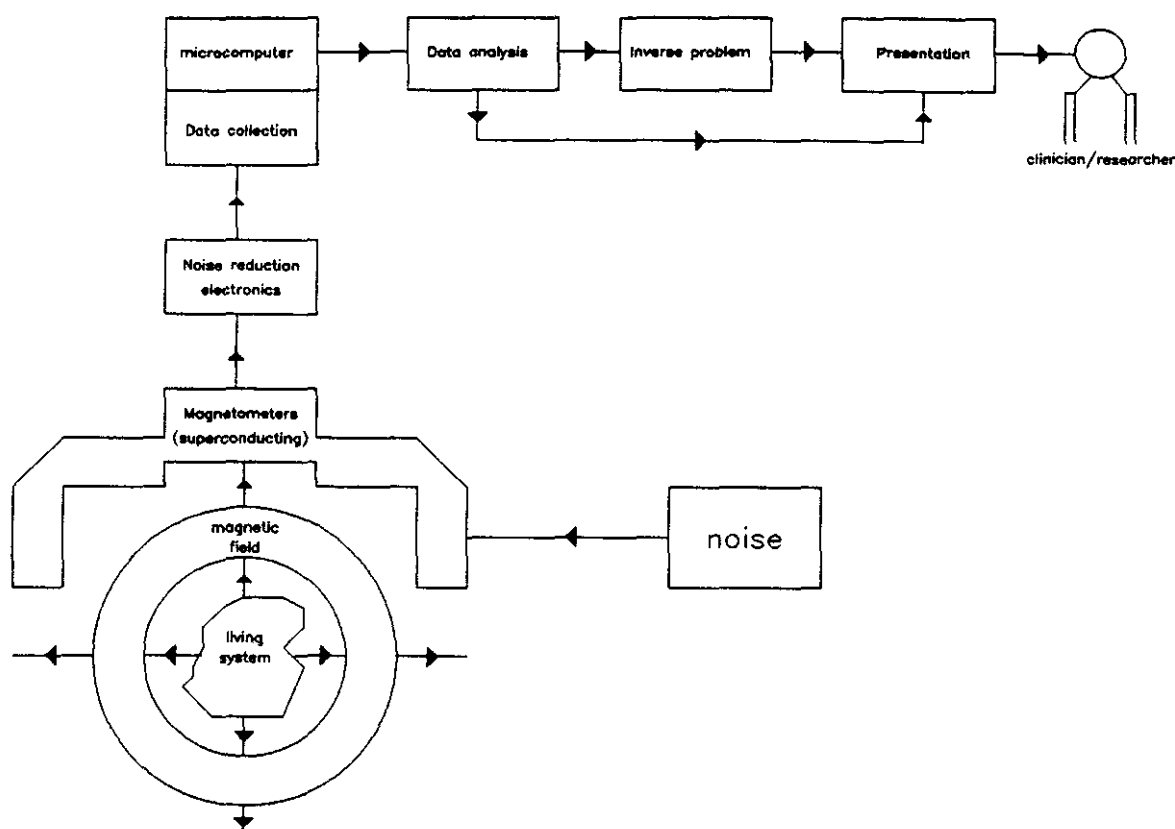 microcomputer
Data collection
Data analysis
Inverse problem
Presentation
clinician/researcher
Noise reduction
electronics
Magnetometers
(superconducting)
magnetic
field
living
system
noise